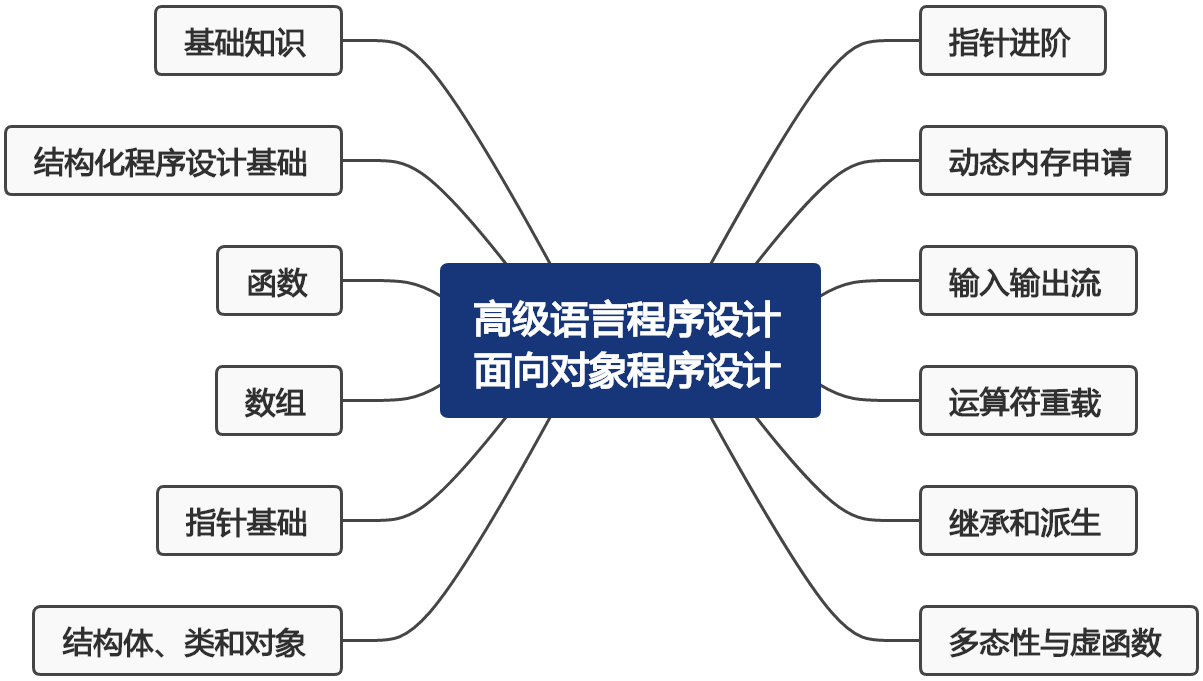 基础知识
结构化程序设计基础
函数
数组
指针基础
结构体、类和对象
高级语言程序设计
面向对象程序设计
指针进阶
动态内存申请
输入输出流
运算符重载
继承和派生
多态性与虚函数